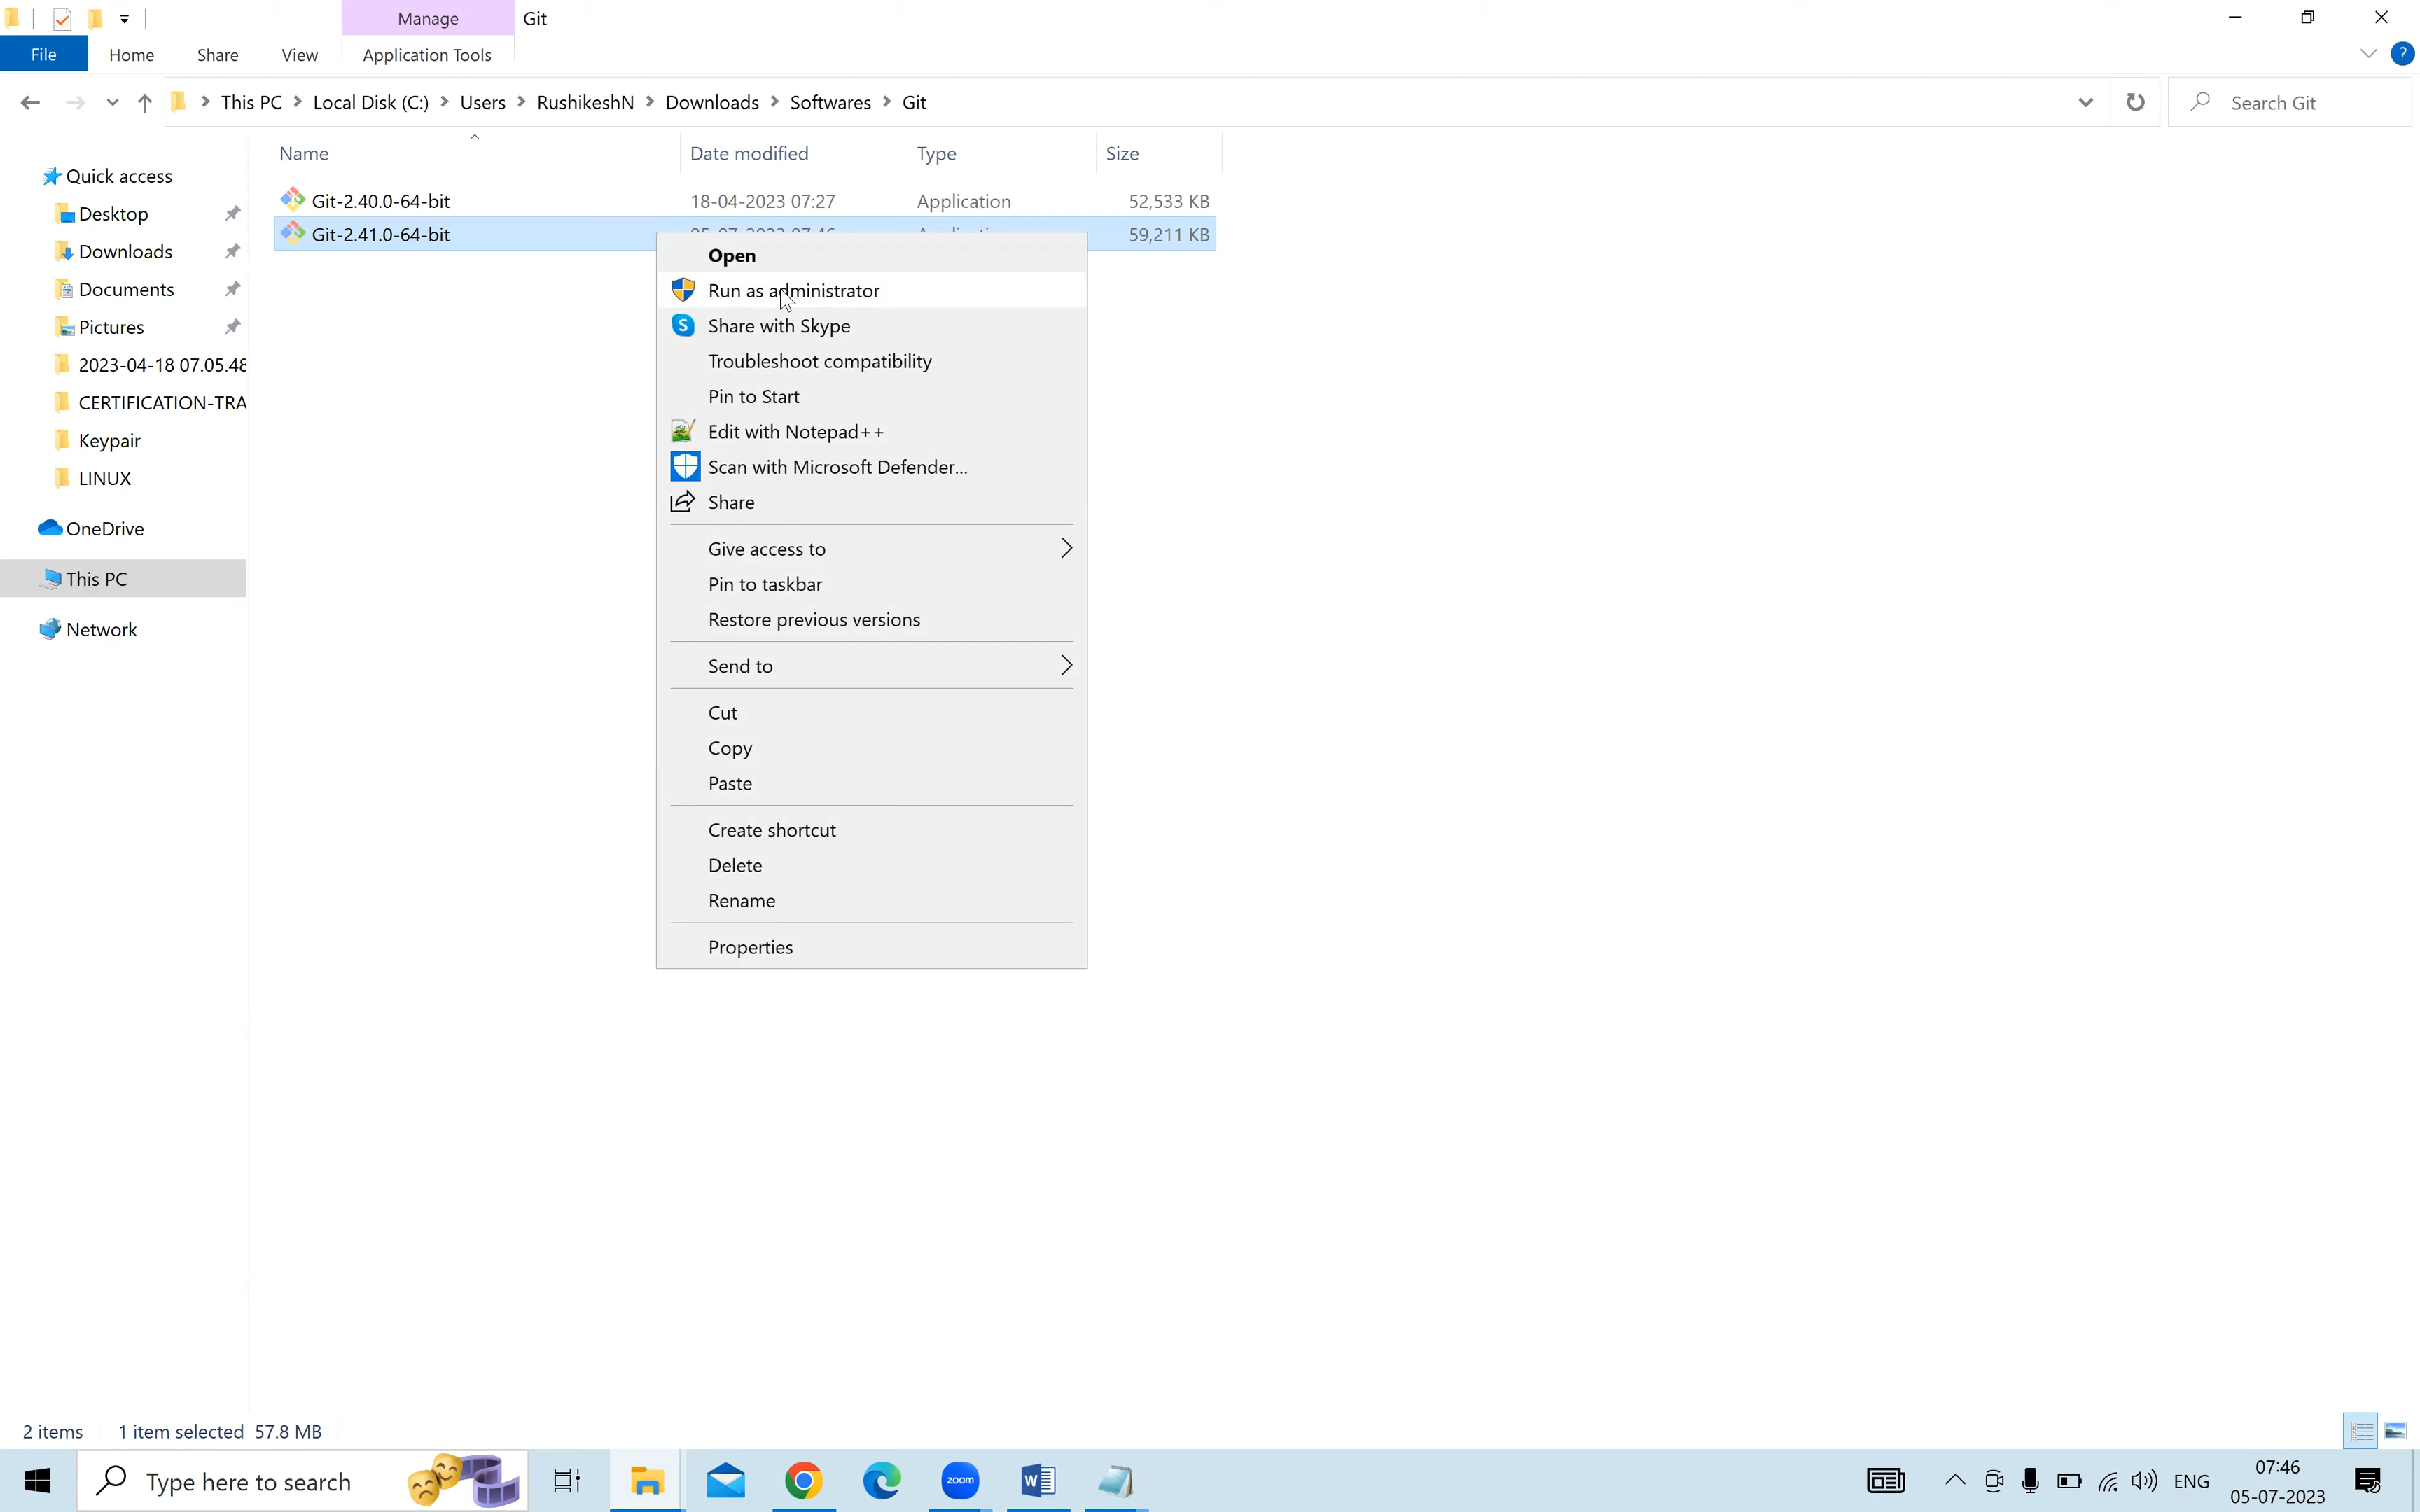 Manage
Git
File
Home
Share
View
Application Tools
This PC
Local Disk (C:)
Users
RushikeshN
Downloads
Softwares
Git
Search Git
Name
Date modified
Type
Size
Quick access
Desktop
Downloads
Documents
Pictures
2023-04-18 07.05.48
CERTIFICATION-TRA
Keypair
LINUX
OneDrive
This PC
Network
Git-2.40.0-64-bit 18-04-2023 07:27 Application 52,533 KB
Git-2.41.0-64-bit 59,211 KB
Open
Run as administrator
S Share with Skype
Troubleshoot compatibility
Pin to Start
Edit with Notepad++
Scan with Microsoft Defender...
Share
Give access to
Pin to taskbar
Restore previous versions
Send to
Cut
Copy
Paste
Create shortcut
Delete
Rename
Properties
2 items 1 item selected 57.8 MB
Type here to search
zoom
W
ENG
07:46
05-07-2023